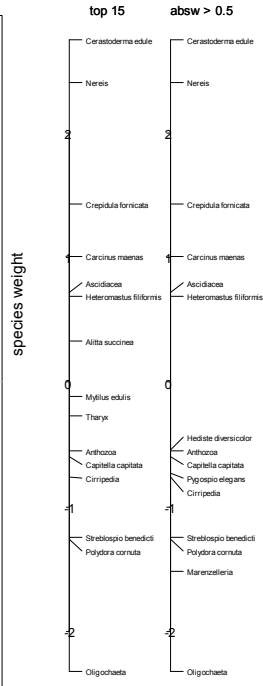 top 15
absw > 0.5
species weight
Cerastoderma edule
Nereis
2
Crepidula fornicata
1
Carcinus maenas
Ascidiacea
Heteromastus filiformis
Alitta succinea
0
Mytilus edulis
Tharyx
Anthozoa
Capitella capitata
Cirripedia
-1
Streblospio benedicti
Polydora cornuta
-2
Oligochaeta
Cerastoderma edule
Nereis
2
Crepidula fornicata
1
Carcinus maenas
Ascidiacea
Heteromastus filiformis
0
Hediste diversicolor
Anthozoa
Capitella capitata
Pygospio elegans
Cirripedia
-1
Streblospio benedicti
Polydora cornuta
Marenzelleria
-2
Oligochaeta